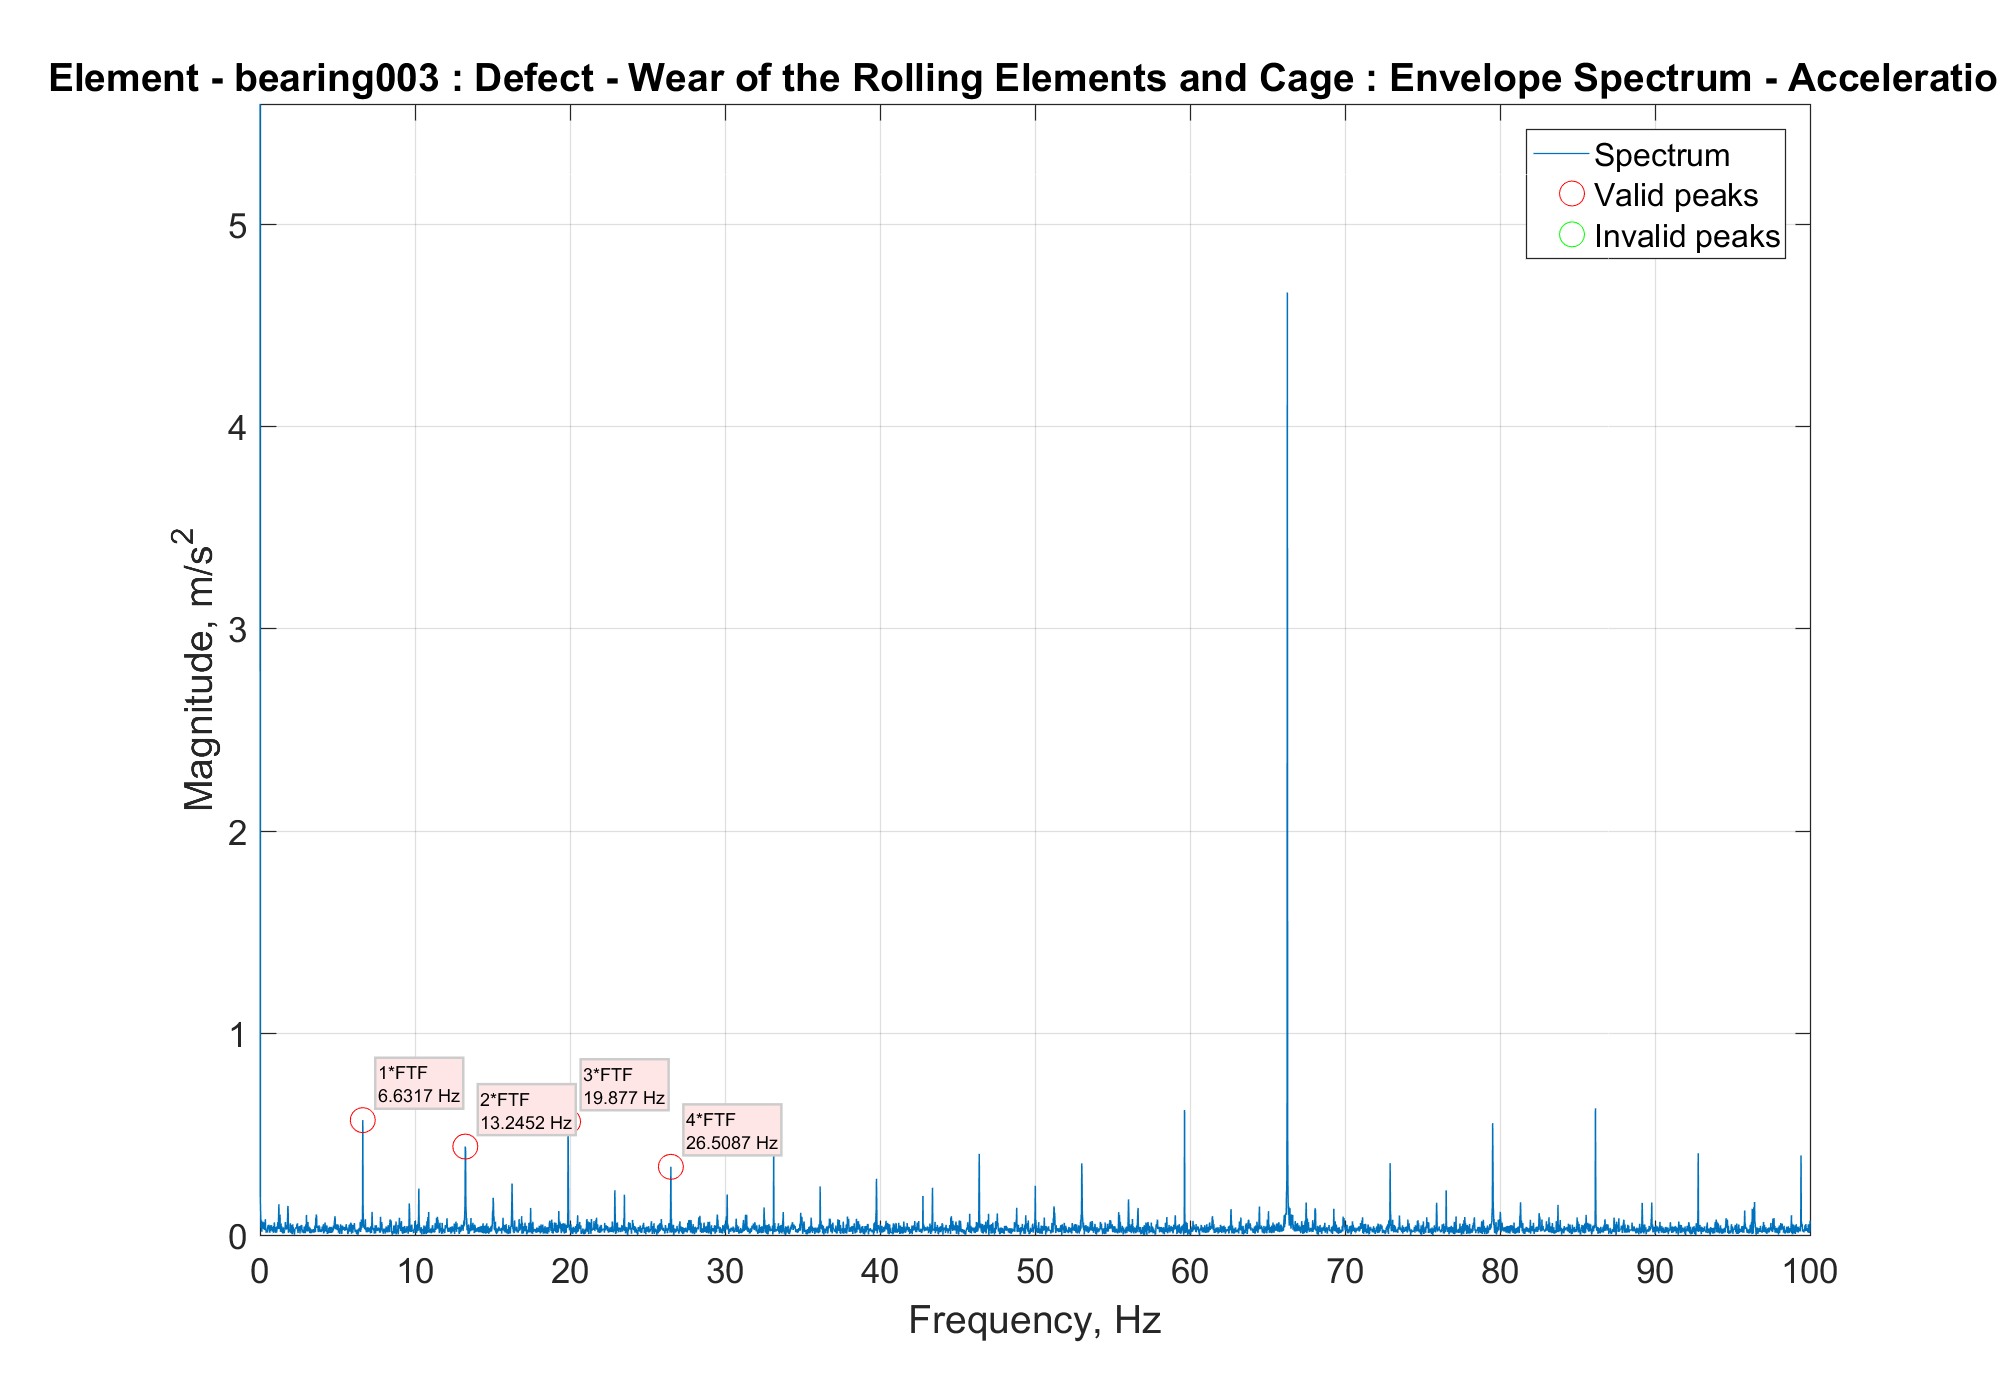 Element - bearing003 : Defect - Wear of the Rolling Elements and Cage : Envelope Spectrum - Acceleratio
Spectrum
Valid peaks
Invalid peaks
5
4
3
2
1
0
Magnitude, m/s²
1*FTF
6.6317 Hz
2*FTF
13.2452 Hz
3*FTF
19.877 Hz
4*FTF
26.5087 Hz
0 10 20 30 40 50 60 70 80 90 100
Frequency, Hz